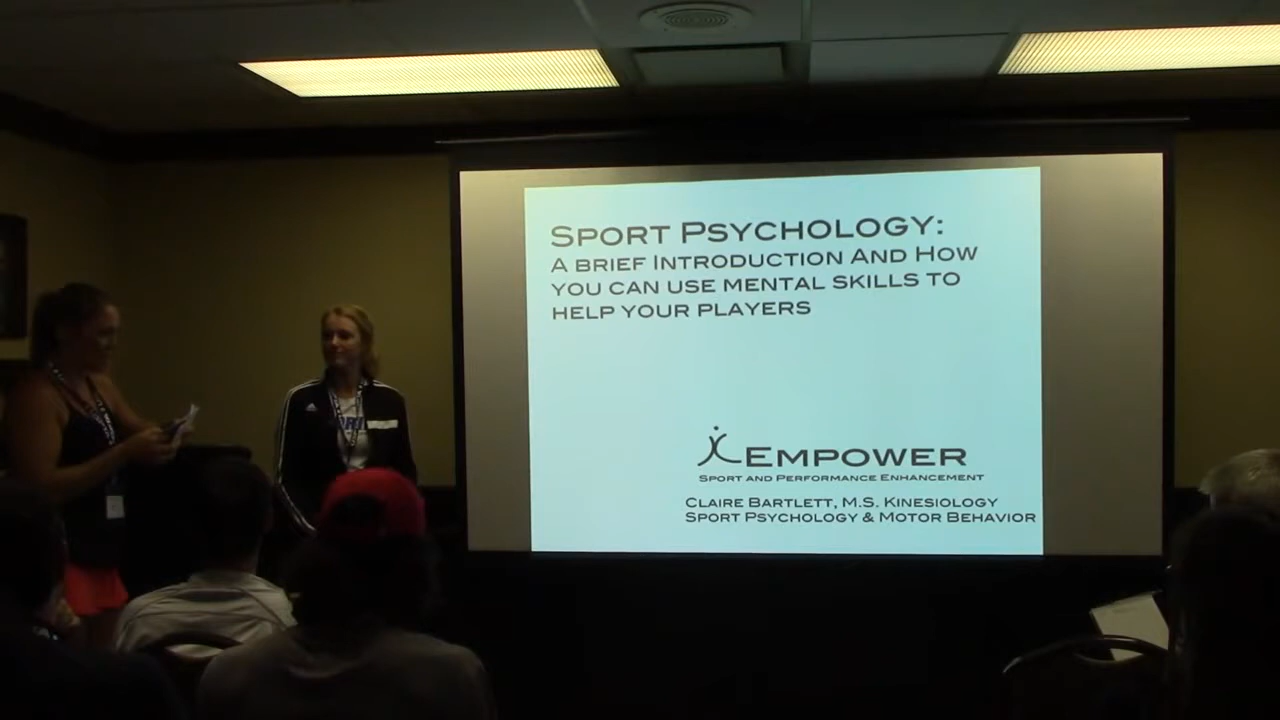 SPORT PSYCHOLOGY:
A BRIEF INTRODUCTION AND HOW
YOU CAN USE MENTAL SKILLS TO
HELP YOUR PLAYERS
EMPOWER
SPORT AND PERFORMANCE ENHANCEMENT
CLAIRE BARTLETT, M.S. KINESIOLOGY
SPORT PSYCHOLOGY & MOTOR BEHAVIOR